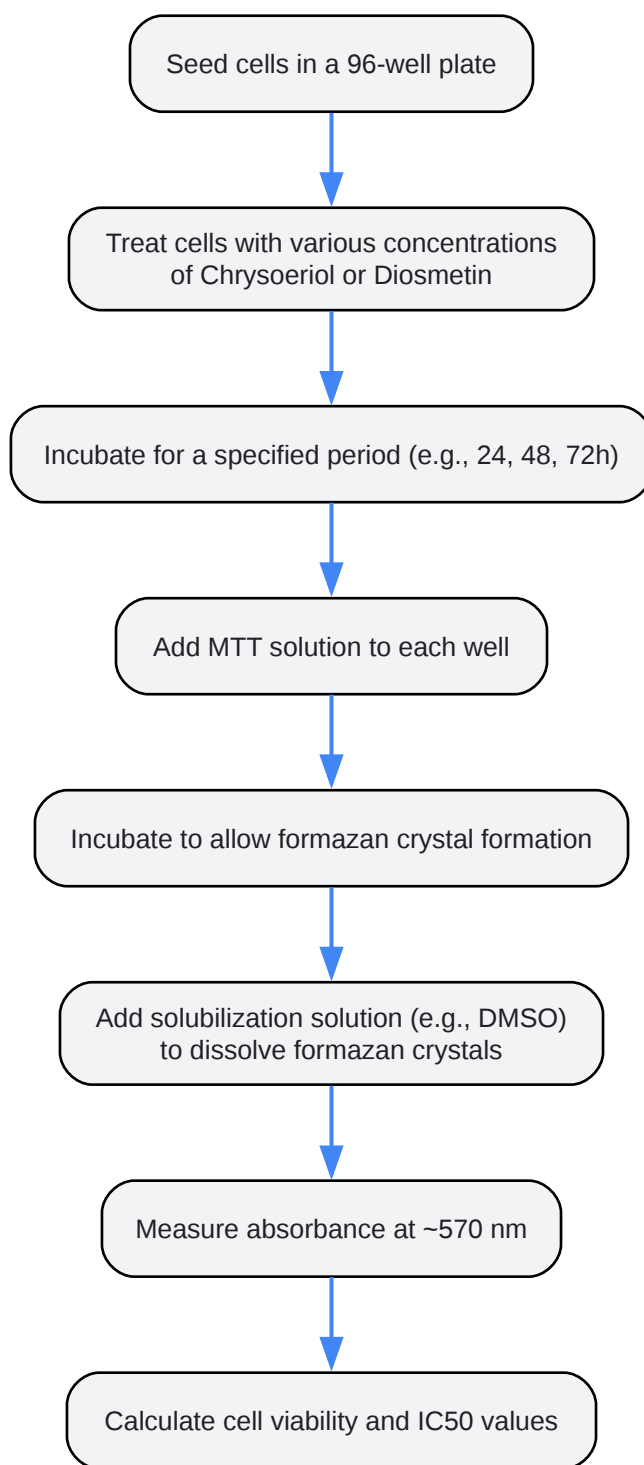 Seed cells in a 96-well plate
Treat cells with various concentrations
of Chrysoeriol or Diosmetin
Incubate for a specified period (e.g., 24, 48, 72h)
Add MTT solution to each well
Incubate to allow formazan crystal formation
Add solubilization solution (e.g., DMSO)
to dissolve formazan crystals
Measure absorbance at ~570 nm
Calculate cell viability and IC50 values